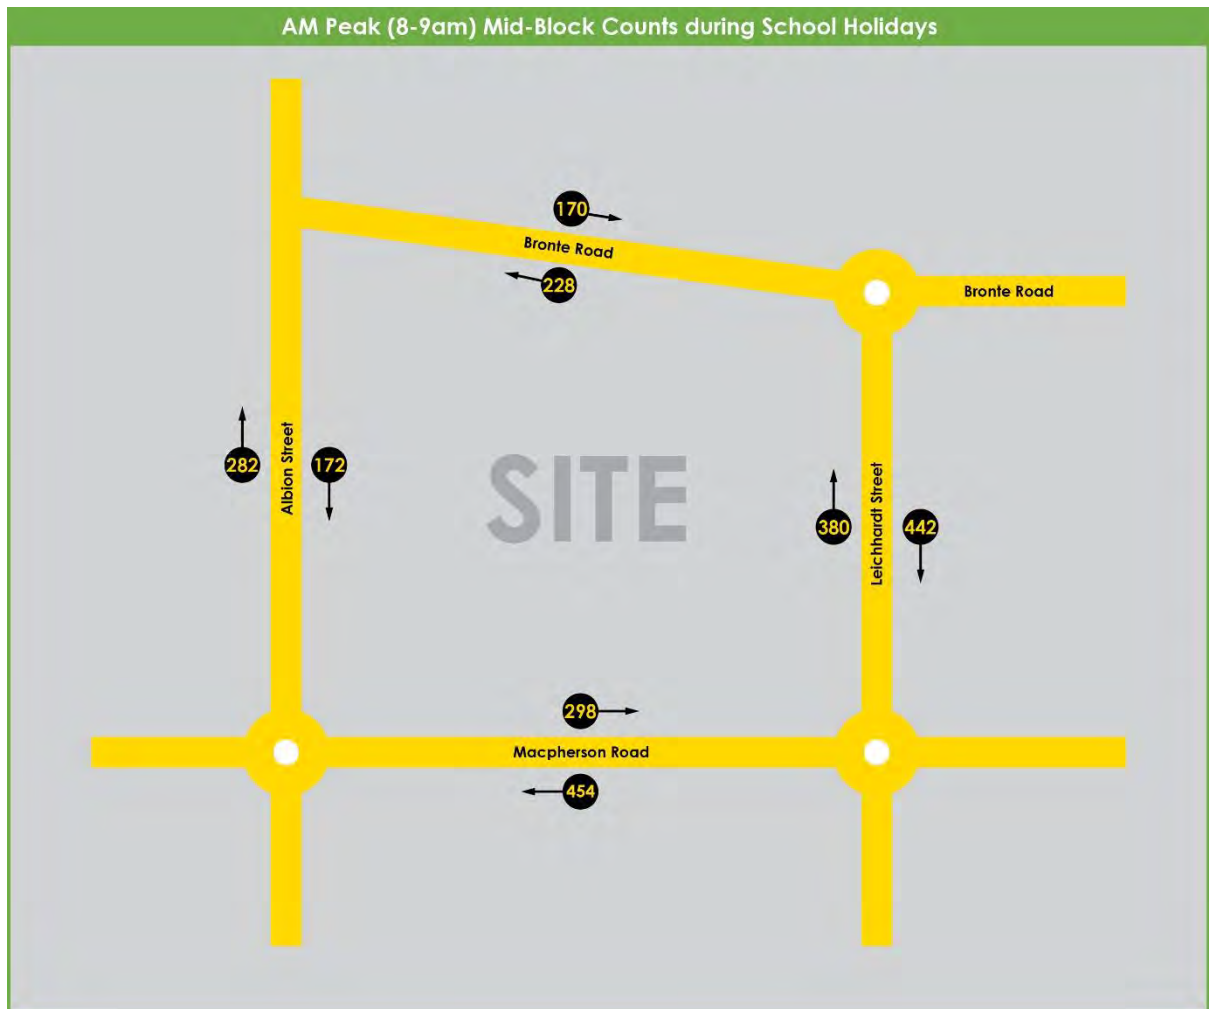 AM Peak (8-9am) Mid-Block Counts during School Holidays
170
Bronte Road
228
Bronte Road
282
Albion Street
172
SITE
380
Leichhardt Street
442
298
Macpherson Road
454